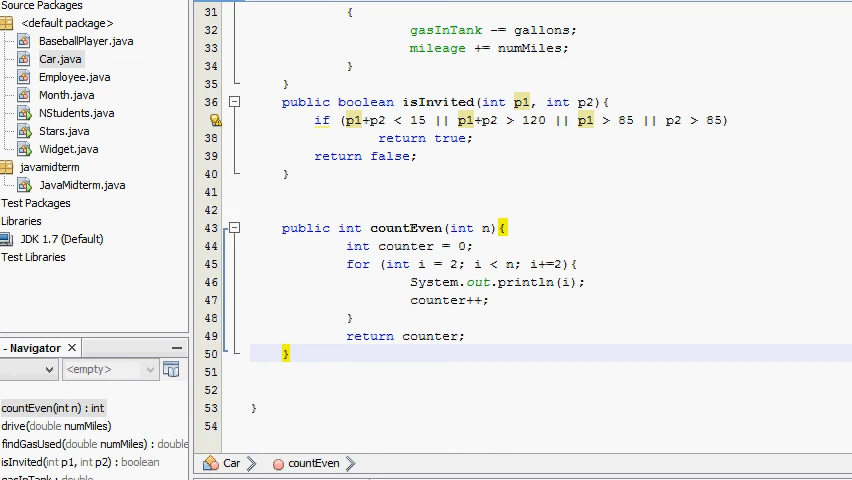 Source Packages
<default package>
BaseballPlayer.java
Car.java
Employee.java
Month.java
NStudents.java
Stars.java
Widget.java
javamidterm
JavaMidterm.java
Test Packages
Libraries
JDK 1.7 (Default)
Test Libraries
- Navigator
<empty>
countEven(int n) : int
drive(double numMiles)
findGasUsed(double numMiles) : double
isInvited(int p1, int p2) : boolean
gasInTank : double
31 {
32 gasInTank -= gallons;
33 mileage += numMiles;
34 }
35 }
36 public boolean isInvited(int p1, int p2){
if (p1+p2 < 15 || p1+p2 > 120 || p1 > 85 || p2 > 85)
38 return true;
39 return false;
40 }
41
42
43 public int countEven(int n){
44 int counter = 0;
45 for (int i = 2; i < n; i+=2){
46 System.out.println(i);
47 counter++;
48 }
49 return counter;
50 }
51
52
53 }
54
Car countEven